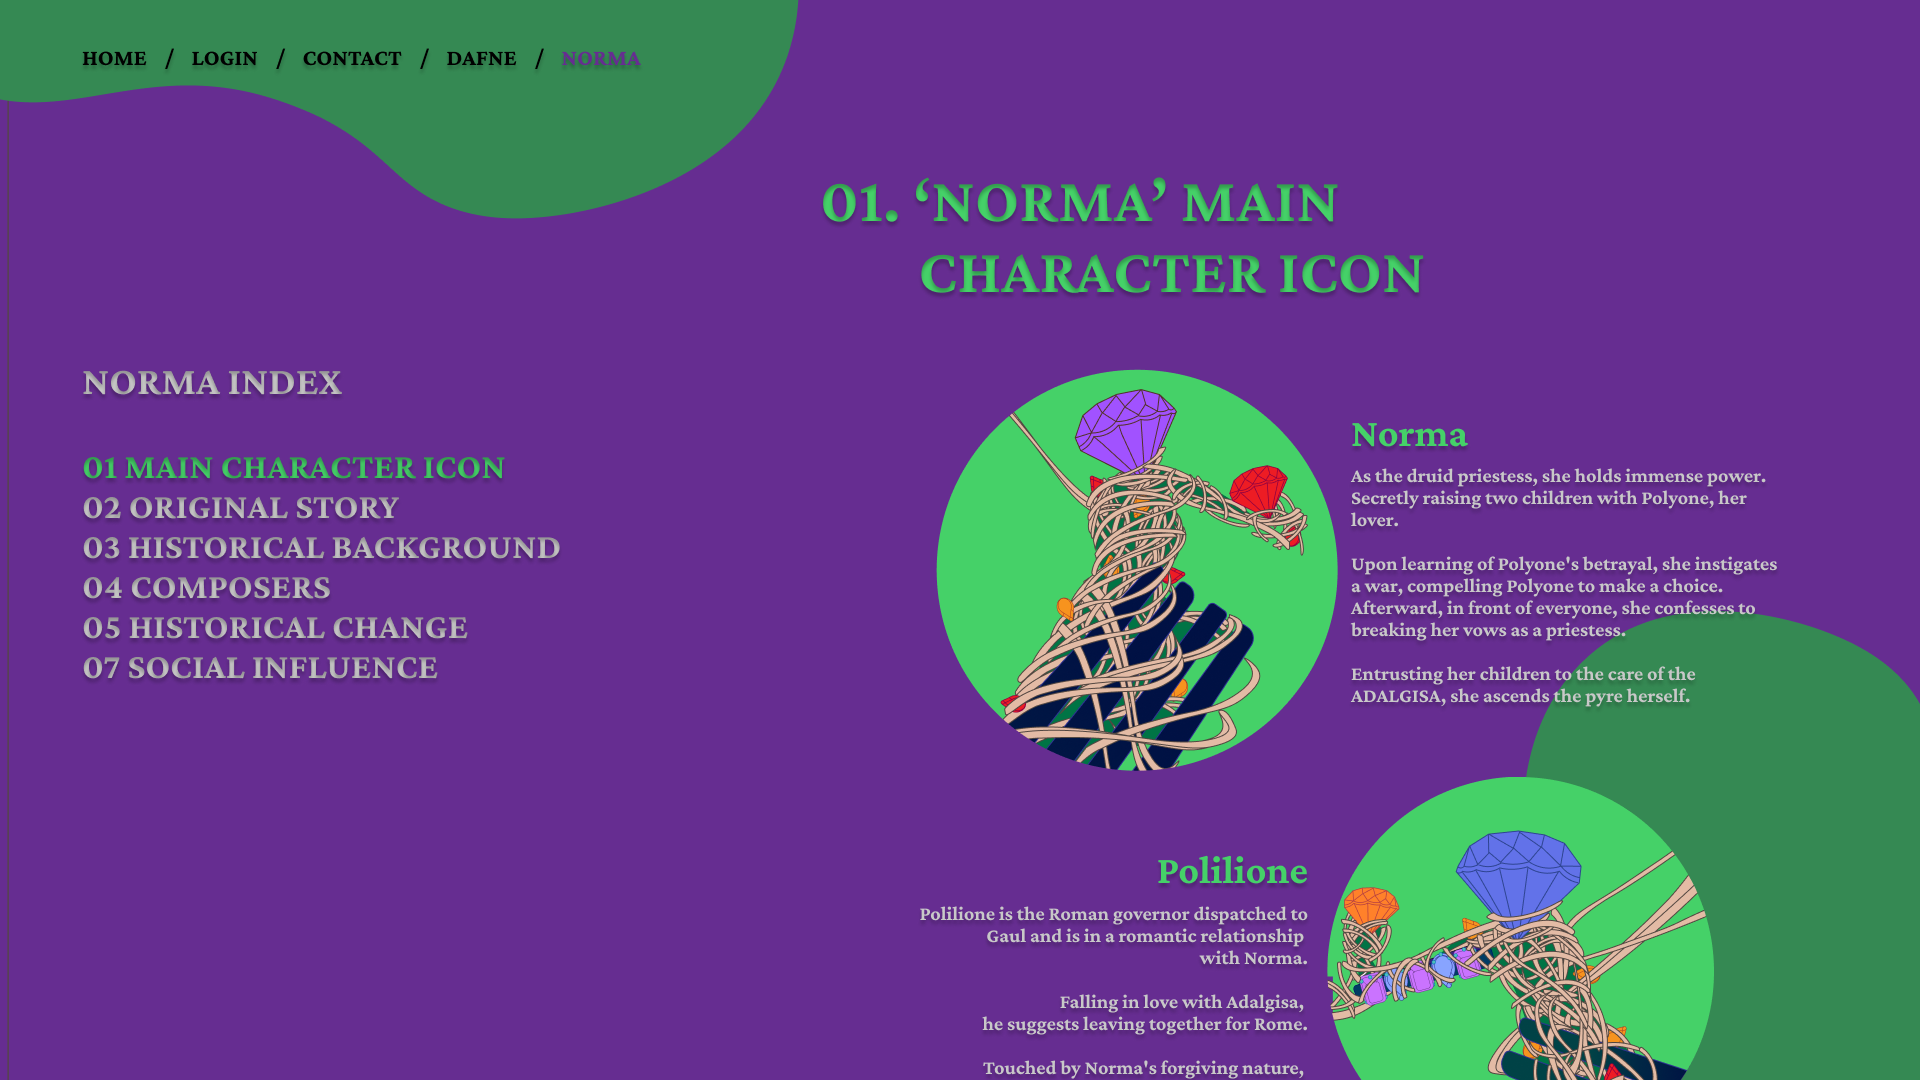 HOME / LOGIN / CONTACT / DAFNE / NORMA
01. ‘NORMA’ MAIN
CHARACTER ICON
NORMA INDEX
01 MAIN CHARACTER ICON
02 ORIGINAL STORY
03 HISTORICAL BACKGROUND
04 COMPOSERS
05 HISTORICAL CHANGE
07 SOCIAL INFLUENCE
Norma
As the druid priestess, she holds immense power.
Secretly raising two children with Polyone, her
lover.
Upon learning of Polyone's betrayal, she instigates
a war, compelling Polyone to make a choice.
Afterward, in front of everyone, she confesses to
breaking her vows as a priestess.
Entrusting her children to the care of the
ADALGISA, she ascends the pyre herself.
Polilione
Polilione is the Roman governor dispatched to
Gaul and is in a romantic relationship
with Norma.
Falling in love with Adalgisa,
he suggests leaving together for Rome.
Touched by Norma's forgiving nature,